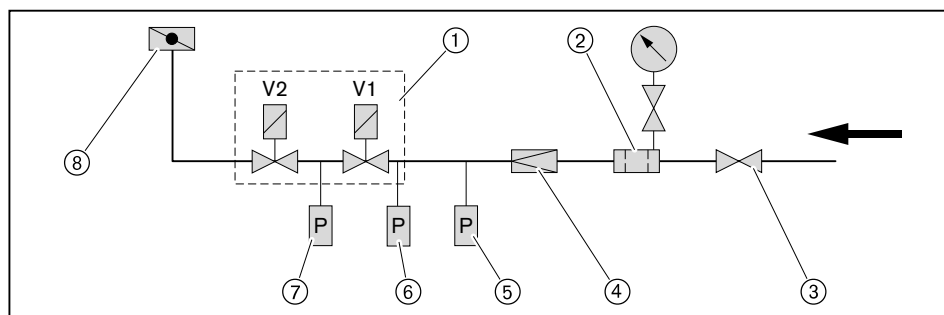 ① ②
V2 V1
⑧
P P P
⑦ ⑥ ⑤ ④ ③